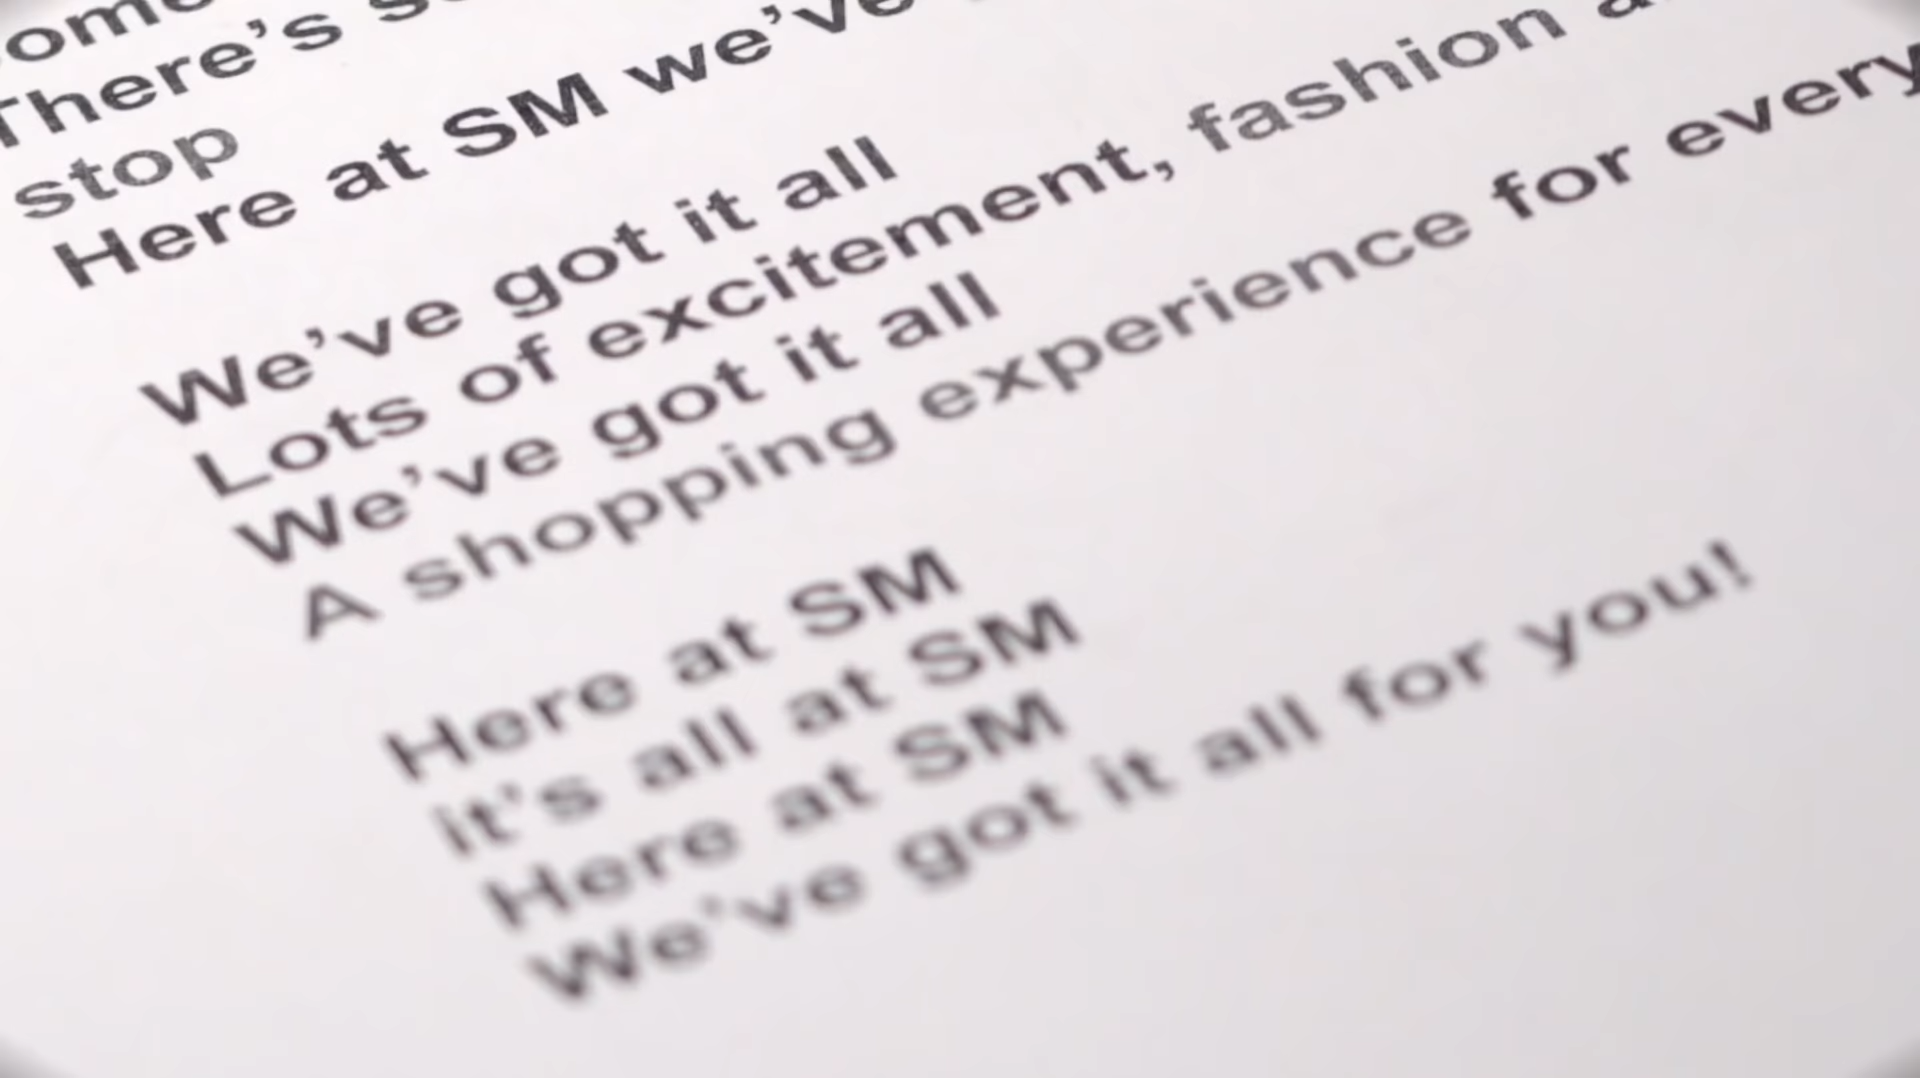 There's
stop
Here at SM we've
We've got it all
Lots of excitement, fashion
We've got it all
A shopping experience for every
Here at SM
it's all at SM
Here at SM
We've got it all for you!